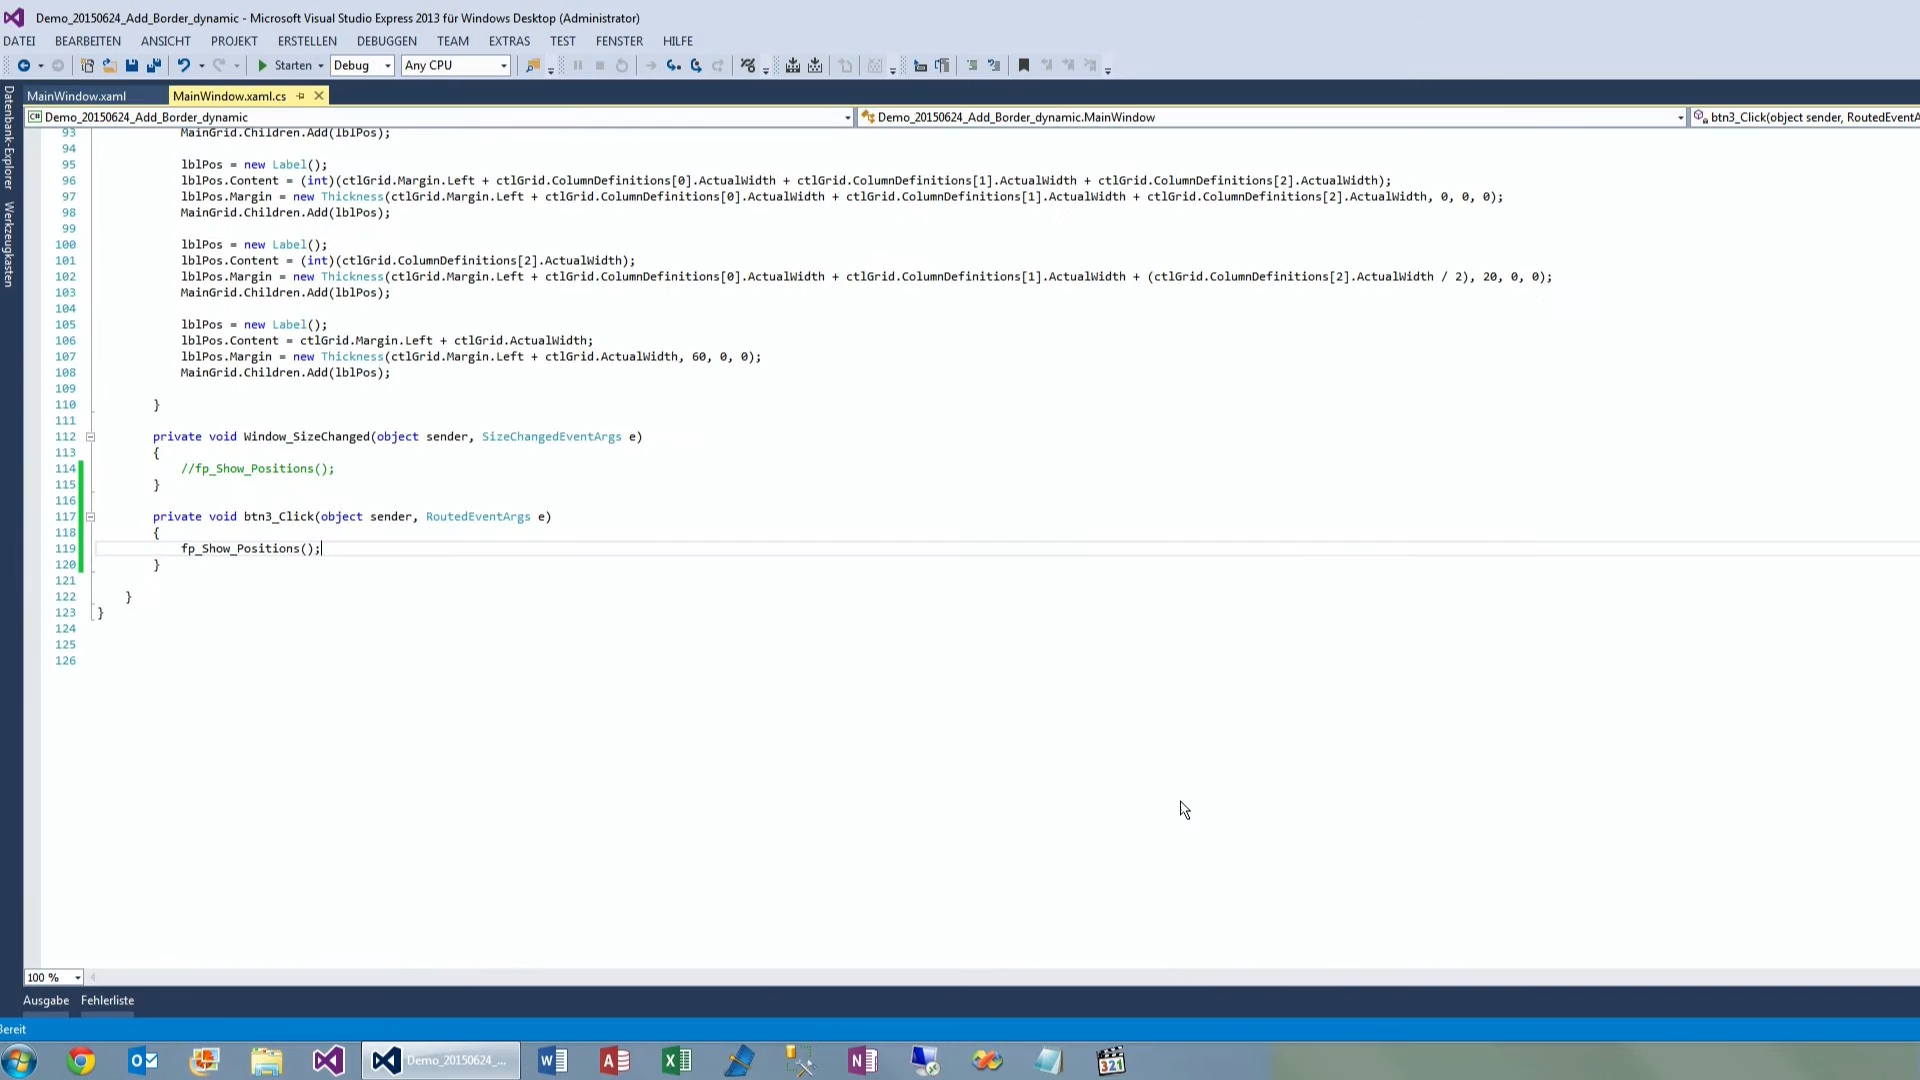 Demo_20150624_Add_Border_dynamic - Microsoft Visual Studio Express 2013 für Windows Desktop (Administrator)
DATEI BEARBEITEN ANSICHT PROJEKT ERSTELLEN DEBUGGEN TEAM EXTRAS TEST FENSTER HILFE
Starten Debug Any CPU
Datenbank-Explorer Werkzeugkasten
MainWindow.xaml MainWindow.xaml.cs
Demo_20150624_Add_Border_dynamic Demo_20150624_Add_Border_dynamic.MainWindow btn3_Click(object sender, RoutedEventA
93 MainGrid.Children.Add(lblPos);
94
95 lblPos = new Label();
96 lblPos.Content = (int)(ctlGrid.Margin.Left + ctlGrid.ColumnDefinitions[0].ActualWidth + ctlGrid.ColumnDefinitions[1].ActualWidth + ctlGrid.ColumnDefinitions[2].ActualWidth);
97 lblPos.Margin = new Thickness(ctlGrid.Margin.Left + ctlGrid.ColumnDefinitions[0].ActualWidth + ctlGrid.ColumnDefinitions[1].ActualWidth + ctlGrid.ColumnDefinitions[2].ActualWidth, 0, 0, 0);
98 MainGrid.Children.Add(lblPos);
99
100 lblPos = new Label();
101 lblPos.Content = (int)(ctlGrid.ColumnDefinitions[2].ActualWidth);
102 lblPos.Margin = new Thickness(ctlGrid.Margin.Left + ctlGrid.ColumnDefinitions[0].ActualWidth + ctlGrid.ColumnDefinitions[1].ActualWidth + (ctlGrid.ColumnDefinitions[2].ActualWidth / 2), 20, 0, 0);
103 MainGrid.Children.Add(lblPos);
104
105 lblPos = new Label();
106 lblPos.Content = ctlGrid.Margin.Left + ctlGrid.ActualWidth;
107 lblPos.Margin = new Thickness(ctlGrid.Margin.Left + ctlGrid.ActualWidth, 60, 0, 0);
108 MainGrid.Children.Add(lblPos);
109
110 }
111
112 private void Window_SizeChanged(object sender, SizeChangedEventArgs e)
113 {
114 //fp_Show_Positions();
115 }
116
117 private void btn3_Click(object sender, RoutedEventArgs e)
118 {
119 fp_Show_Positions();
120 }
121
122 }
123 }
124
125
126
100 %
Ausgabe Fehlerliste
Bereit
Demo_20150624_...
321